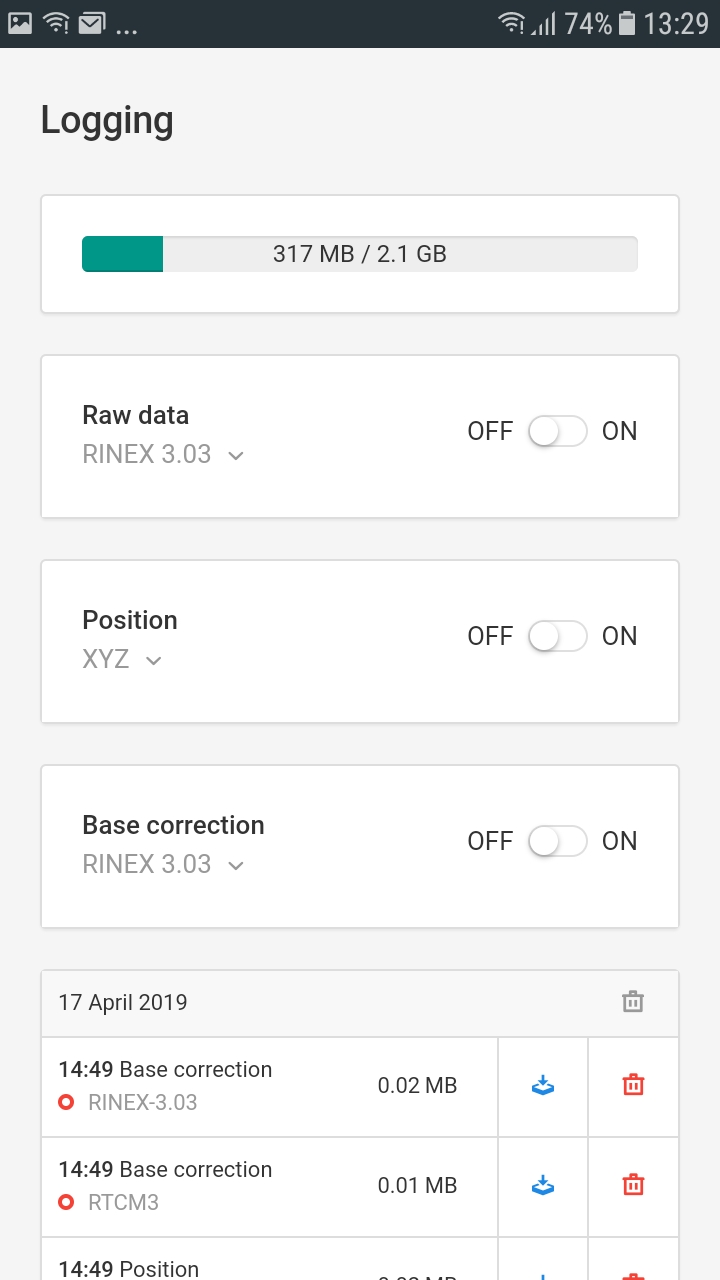 ... 74% 13:29
Logging
317 MB / 2.1 GB
Raw data
RINEX 3.03
OFF ON
Position
XYZ
OFF ON
Base correction
RINEX 3.03
OFF ON
17 April 2019
14:49 Base correction
RINEX-3.03
0.02 MB
14:49 Base correction
RTCM3
0.01 MB
14:49 Position